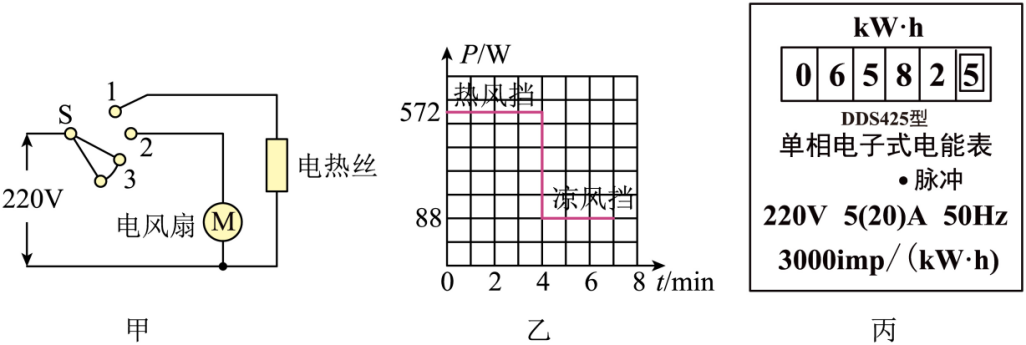 S
1
2
3
220V
电热丝
电风扇
M
甲
P/W
572
热风挡
凉风挡
88
0 2 4 6 8 t/min
乙
kW·h
0 6 5 8 2 5
DDS425型
单相电子式电能表
•脉冲
220V 5(20)A 50Hz
3000imp/(kW·h)
丙